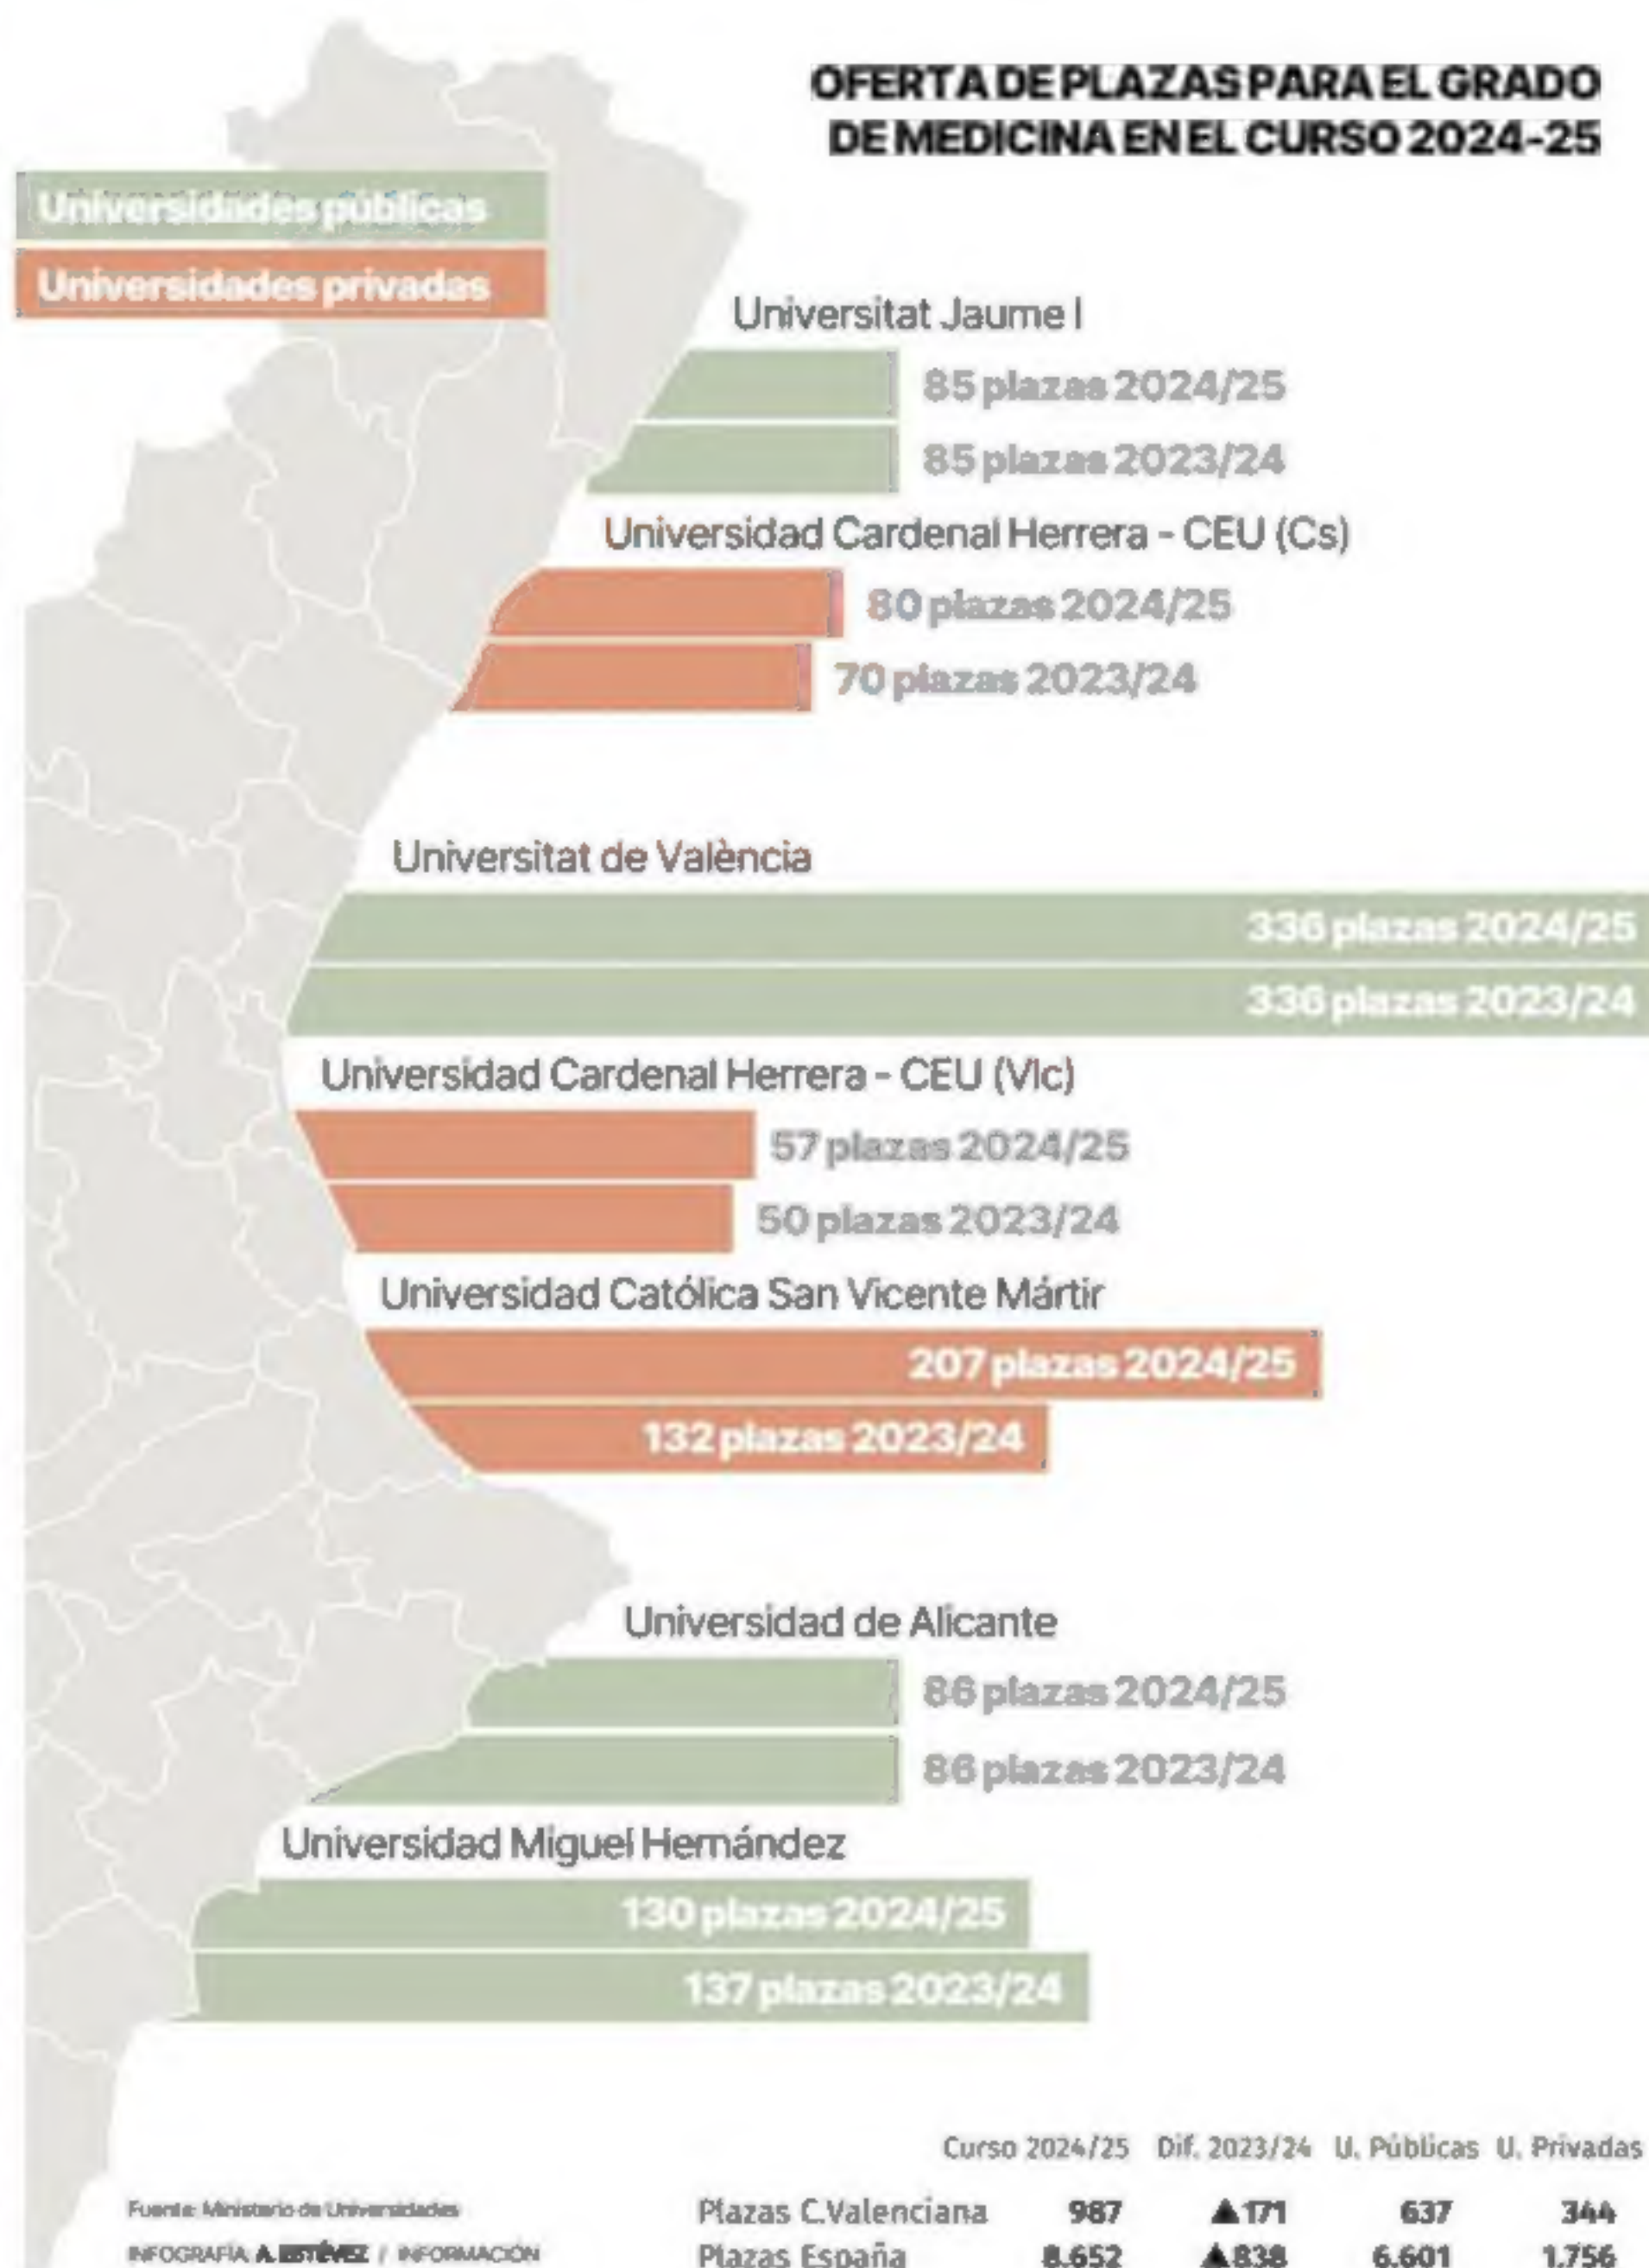 OFERTA DE PLAZAS PARA EL GRADO
DE MEDICINA EN EL CURSO 2024-25
Universidades públicas
Universidades privadas
Universitat Jaume I
85 plazas 2024/25
85 plazas 2023/24
Universidad Cardenal Herrera - CEU (Cs)
80 plazas 2024/25
70 plazas 2023/24
Universitat de València
336 plazas 2024/25
336 plazas 2023/24
Universidad Cardenal Herrera - CEU (Vlc)
57 plazas 2024/25
50 plazas 2023/24
Universidad Católica San Vicente Mártir
207 plazas 2024/25
132 plazas 2023/24
Universidad de Alicante
86 plazas 2024/25
86 plazas 2023/24
Universidad Miguel Hernández
130 plazas 2024/25
137 plazas 2023/24
Curso 2024/25 Dif. 2023/24 U. Públicas U. Privadas
Plazas C.Valenciana 987 ▲171 637 344
Plazas España 8.652 ▲838 6.601 1.756
Fuente: Ministerio de Universidades
INFOGRAFÍA: A. ESTÉVEZ / INFORMACIÓN